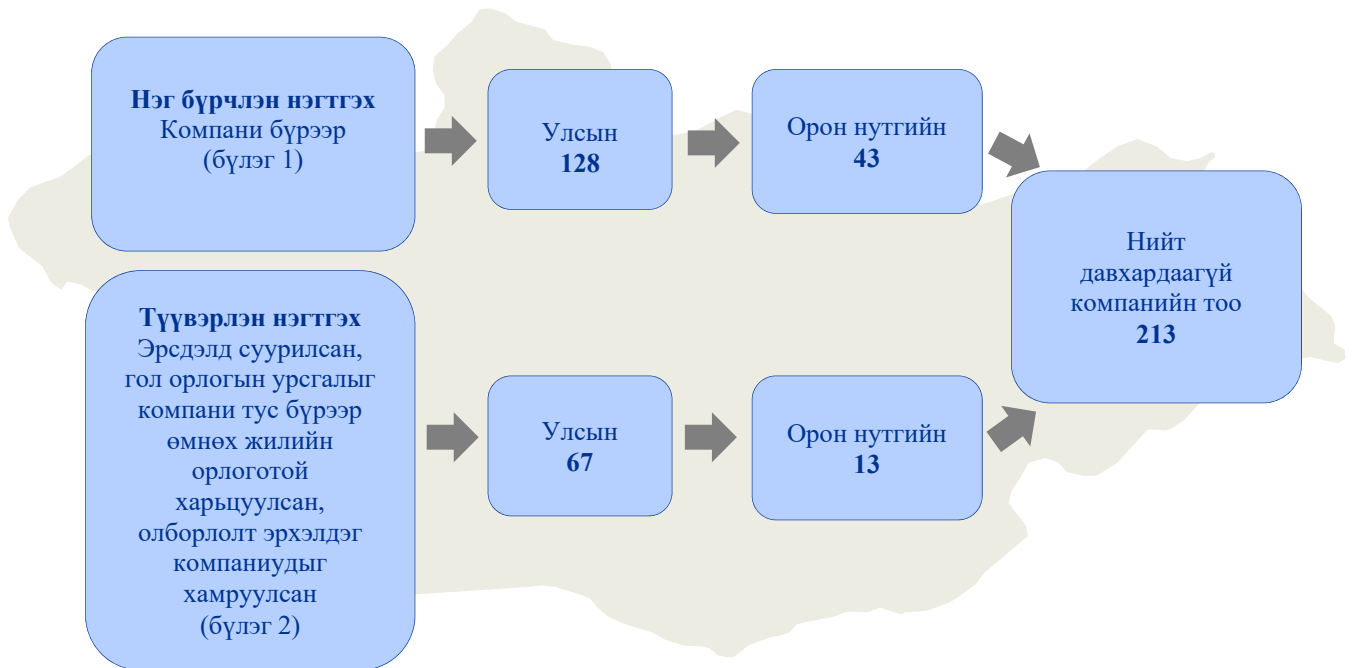 Нэг бүрчлэн нэгтгэх
Компани бүрээр
(бүлэг 1)
Улсын
128
Орон нутгийн
43
Түүвэрлэн нэгтгэх
Эрсдэлд суурилсан,
гол орлогын урсгалыг
компани тус бүрээр
өмнөх жилийн
орлоготой
харьцуулсан,
олборлолт эрхэлдэг
компаниудыг
хамруулсан
(бүлэг 2)
Улсын
67
Орон нутгийн
13
Нийт
давхардаагүй
компанийн тоо
213